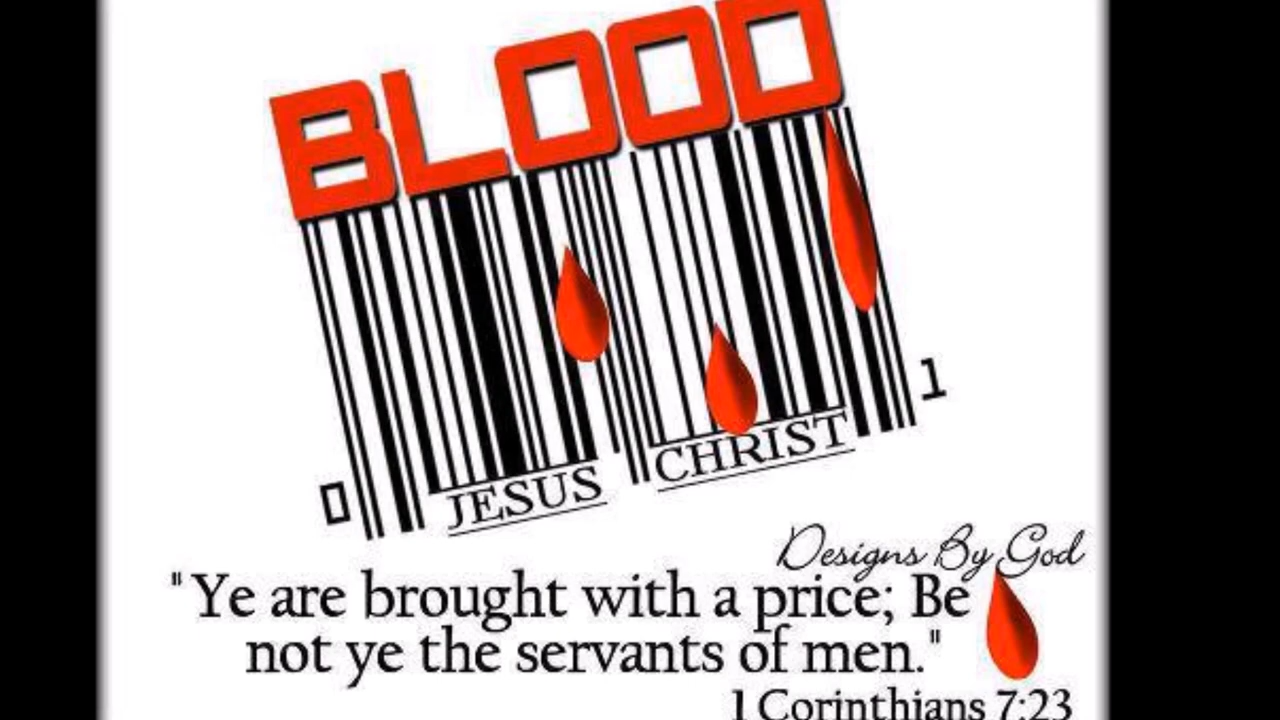 BLOOD
0 JESUS CHRIST 1
Designs By God
"Ye are brought with a price; Be
not ye the servants of men."
1 Corinthians 7:23